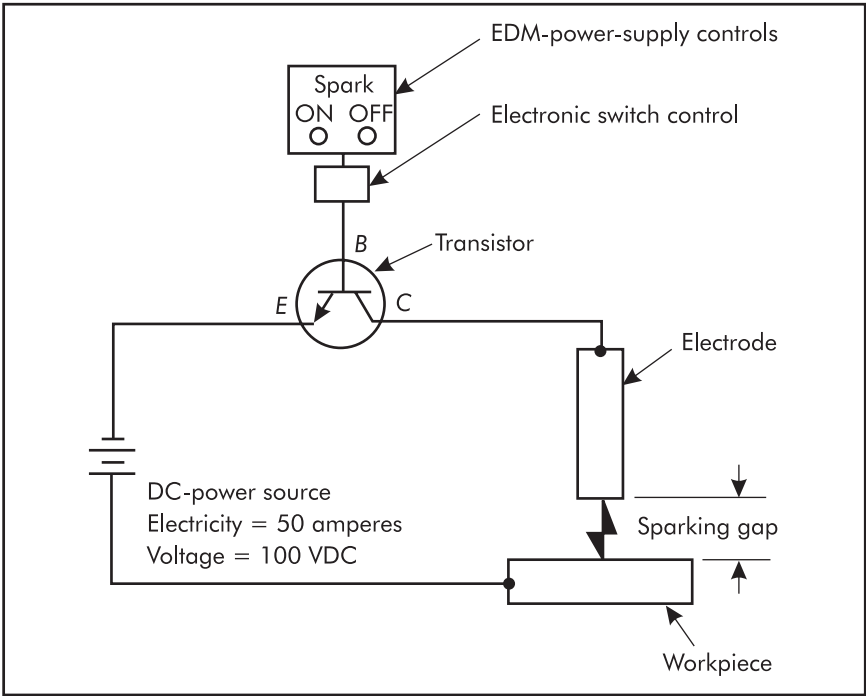 EDM-power-supply controls
Spark
ON OFF
Electronic switch control
B
Transistor
E
C
Electrode
DC-power source
Electricity = 50 amperes
Voltage = 100 VDC
Sparking gap
Workpiece